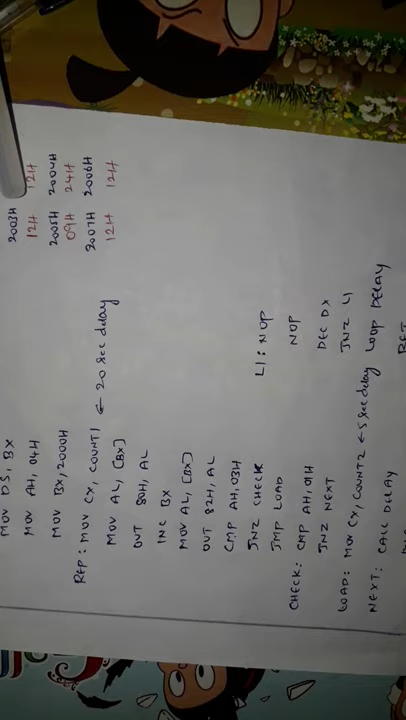 2003H
12H 12H
2005H 2004H
09H 24H
2007H 2006H
12H 12H
MOV DS, BX
MOV AH, 04H
MOV BX, 2000H
REP: MOV CX, COUNT1 ← 20 sec delay
MOV AL, [BX]
OUT 80H, AL
INC BX
MOV AL, [BX]
OUT 82H, AL
CMP AH, 03H
JNZ CHECK L1: NOP
JMP LOAD
CHECK: CMP AH, 01H NOP
JNZ NEXT DEC DX
LOAD: MOV CX, COUNT2 ← 5 sec delay JNZ L1
NEXT: CALL DELAY LOOP DELAY
RET